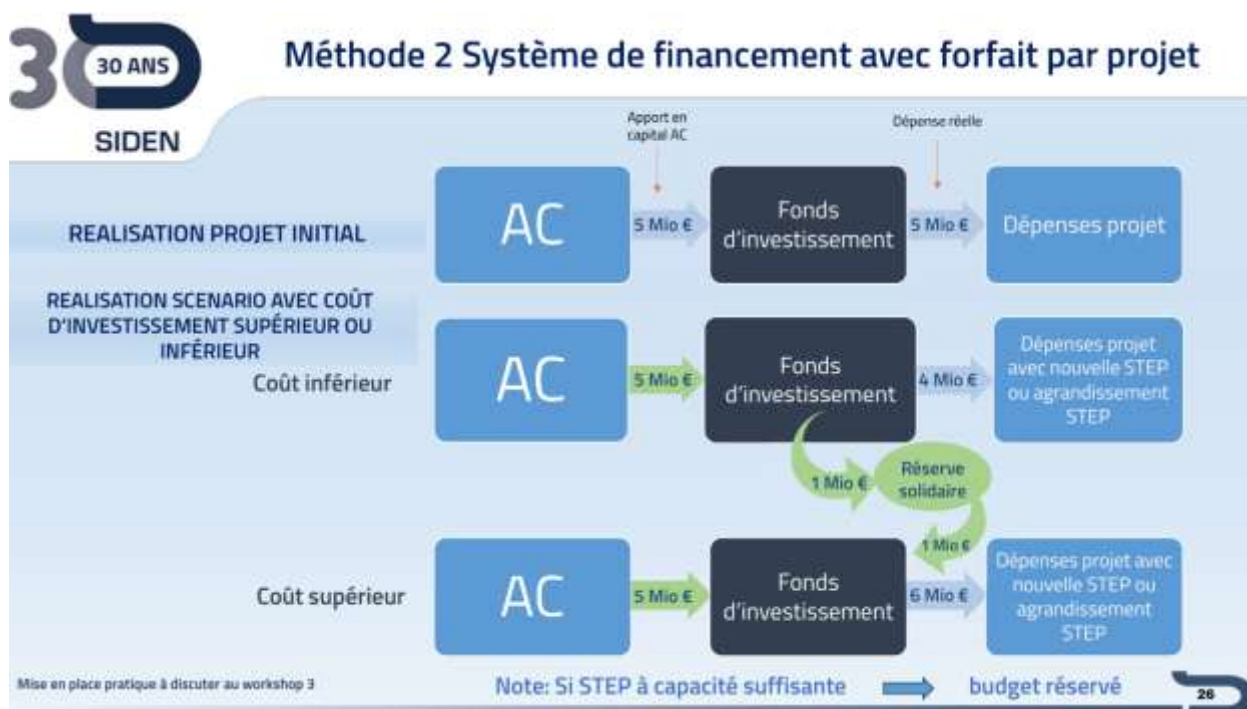 30 ANS
SIDEN
Méthode 2 Système de financement avec forfait par projet
Apport en
capital AC
Dépense réelle
REALISATION PROJET INITIAL
AC
5 Mio €
Fonds
d'investissement
5 Mio €
Dépenses projet
REALISATION SCENARIO AVEC COÛT
D'INVESTISSEMENT SUPÉRIEUR OU
INFÉRIEUR
Coût inférieur
AC
5 Mio €
Fonds
d'investissement
4 Mio €
Dépenses projet
avec nouvelle STEP
ou agrandissement
STEP
1 Mio €
Réserve
solidaire
1 Mio €
Coût supérieur
AC
5 Mio €
Fonds
d'investissement
6 Mio €
Dépenses projet avec
nouvelle STEP ou
agrandissement
STEP
Mise en place pratique à discuter au workshop 3
Note: Si STEP à capacité suffisante
budget réservé
26